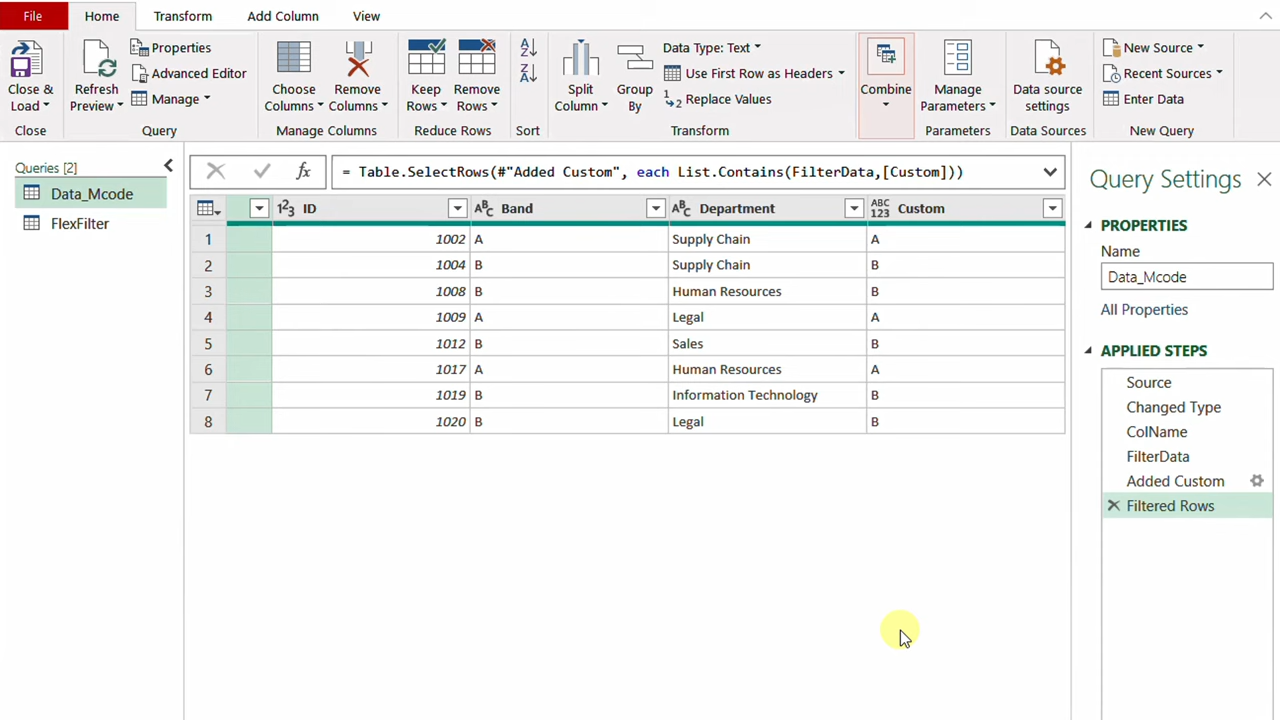 File Home Transform Add Column View
Close & Load
Refresh Preview
Properties
Advanced Editor
Manage
Choose Columns
Remove Columns
Keep Rows
Remove Rows
Split Column
Group By
Data Type: Text
Use First Row as Headers
Replace Values
Combine
Manage Parameters
Data source settings
New Source
Recent Sources
Enter Data
Close Query Manage Columns Reduce Rows Sort Transform Parameters Data Sources New Query
Queries [2]
Data_Mcode
FlexFilter
fx = Table.SelectRows(#"Added Custom", each List.Contains(FilterData,[Custom]))
123 ID ABC Band ABC Department ABC 123 Custom
1 1002 A Supply Chain A
2 1004 B Supply Chain B
3 1008 B Human Resources B
4 1009 A Legal A
5 1012 B Sales B
6 1017 A Human Resources A
7 1019 B Information Technology B
8 1020 B Legal B
Query Settings
PROPERTIES
Name
Data_Mcode
All Properties
APPLIED STEPS
Source
Changed Type
ColName
FilterData
Added Custom
Filtered Rows